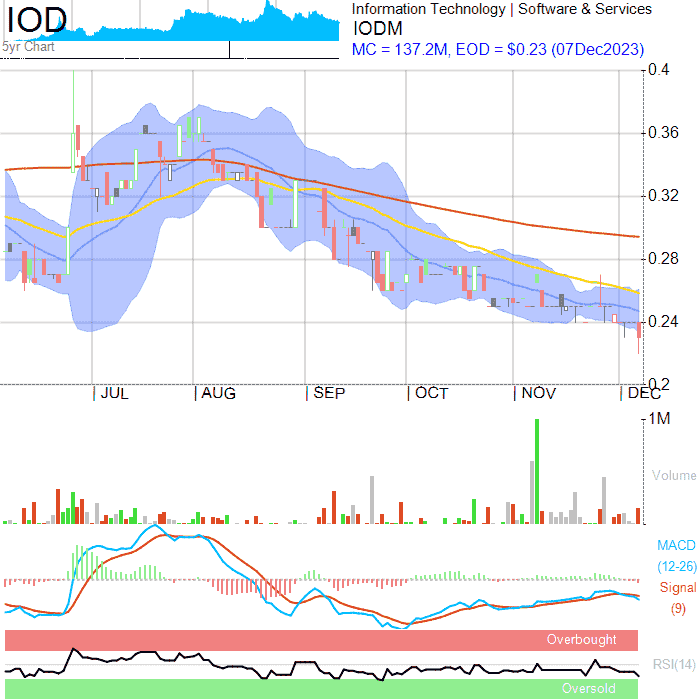 IOD
Information Technology | Software & Services
IODM
5yr Chart
MC = 137.2M, EOD = $0.23 (07Dec2023)
0.4
0.36
0.32
0.28
0.24
0.2
JUL AUG SEP OCT NOV DEC
1M
Volume
MACD
(12-26)
Signal
(9)
Overbought
RSI(14)
Oversold